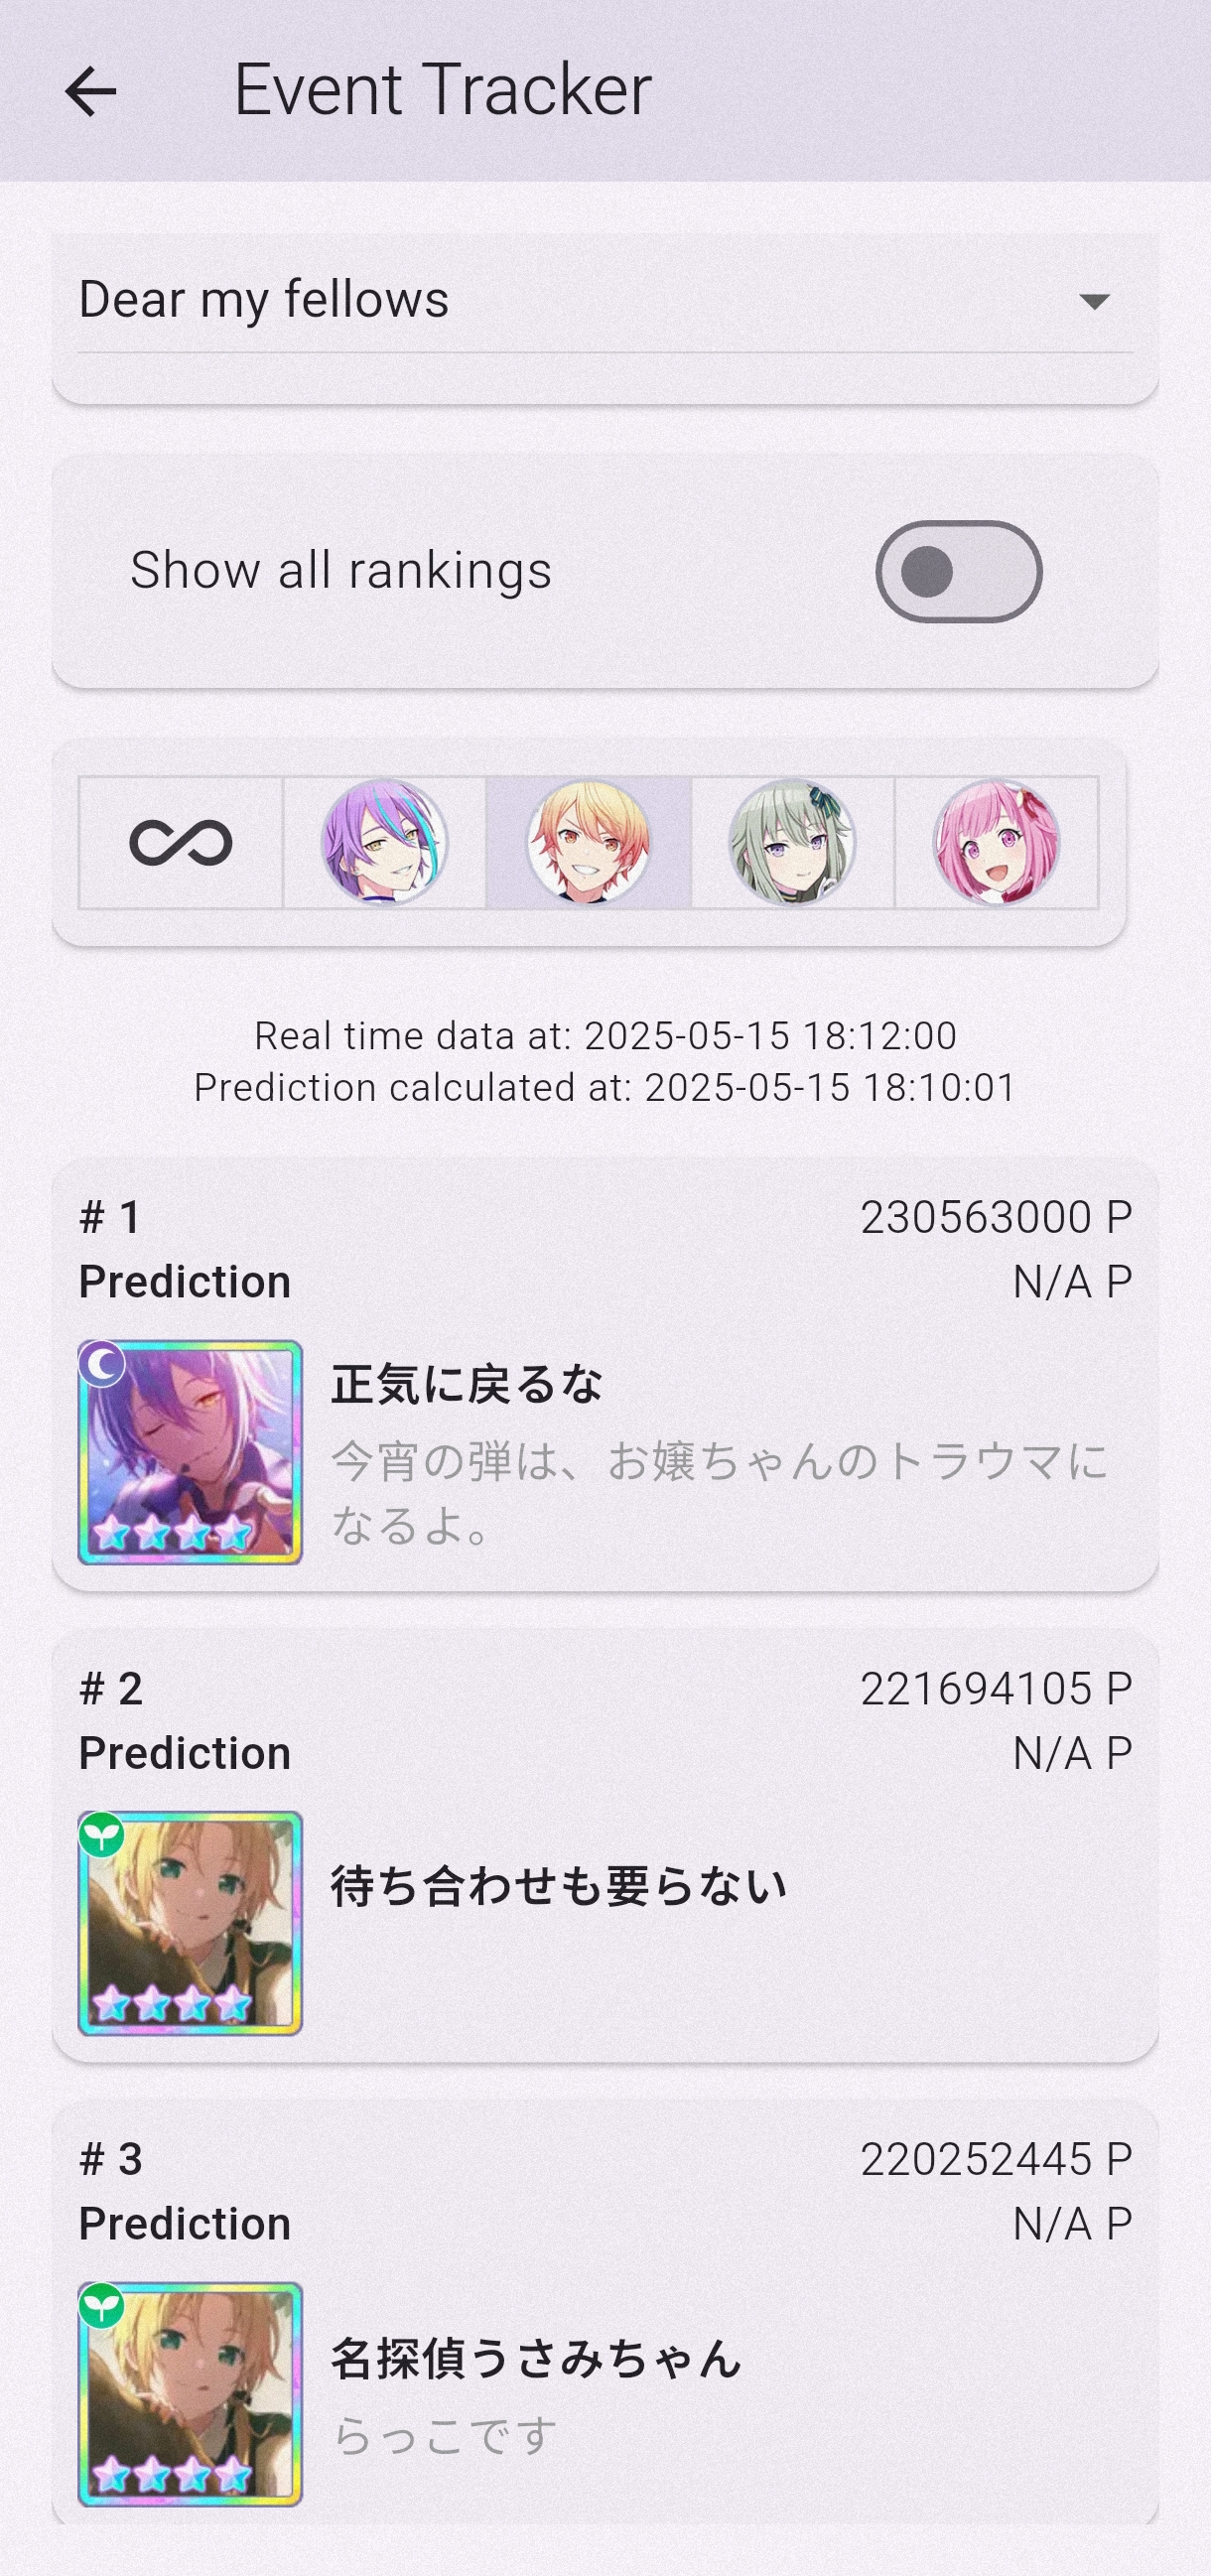 Event Tracker
Dear my fellows
Show all rankings
Real time data at: 2025-05-15 18:12:00
Prediction calculated at: 2025-05-15 18:10:01
# 1 230563000 P
Prediction N/A P
正気に戻るな
今宵の弾は、お嬢ちゃんのトラウマに
なるよ。
# 2 221694105 P
Prediction N/A P
待ち合わせも要らない
# 3 220252445 P
Prediction N/A P
名探偵うさみちゃん
らっこです